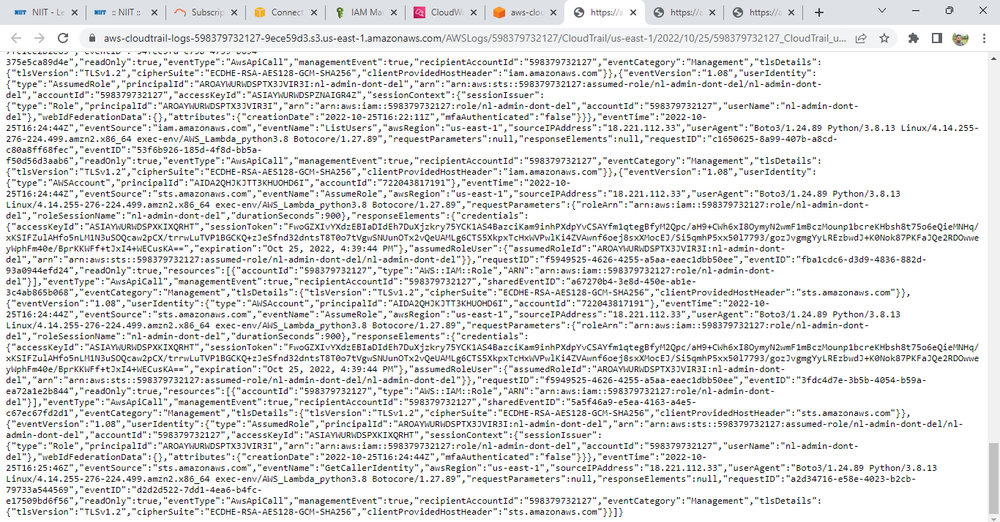 NIIT - Le
:: NIIT ::
Subscrip
Connect
IAM Mar
CloudWa
aws-clou
https://a
https://a
https://a
aws-cloudtrail-logs-598379732127-9ece59d3.s3.us-east-1.amazonaws.com/AWSLogs/598379732127/CloudTrail/us-east-1/2022/10/25/598379732127_CloudTrail_u...
375e5ca89d4e","readOnly":true,"eventType":"AwsApiCall","managementEvent":true,"recipientAccountId":"598379732127","eventCategory":"Management","tlsDetails":
{"tlsVersion":"TLSv1.2","cipherSuite":"ECDHE-RSA-AES128-GCM-SHA256","clientProvidedHostHeader":"iam.amazonaws.com"}},{"eventVersion":"1.08","userIdentity":
{"type":"AssumedRole","principalId":"AROAYWURWDSPTX3JVIR3I:nl-admin-dont-del","arn":"arn:aws:sts::598379732127:assumed-role/nl-admin-dont-del/nl-admin-dont-
del","accountId":"598379732127","accessKeyId":"ASIAYWURWDSPZNAIGR4Z","sessionContext":{"sessionIssuer":
{"type":"Role","principalId":"AROAYWURWDSPTX3JVIR3I","arn":"arn:aws:iam::598379732127:role/nl-admin-dont-del","accountId":"598379732127","userName":"nl-admin-dont-
del"},"webIdFederationData":{},"attributes":{"creationDate":"2022-10-25T16:22:11Z","mfaAuthenticated":"false"}}},"eventTime":"2022-10-
25T16:24:44Z","eventSource":"iam.amazonaws.com","eventName":"ListUsers","awsRegion":"us-east-1","sourceIPAddress":"18.221.112.33","userAgent":"Boto3/1.24.89 Python/3.8.13 Linux/4.14.255-
276-224.499.amzn2.x86_64 exec-env/AWS_Lambda_python3.8 Botocore/1.27.89","requestParameters":null,"responseElements":null,"requestID":"c1650625-8a99-407b-a8cd-
c80a8ff68fec","eventID":"53f6b926-185d-4f8d-bb5a-
f50d56d3aab6","readOnly":true,"eventType":"AwsApiCall","managementEvent":true,"recipientAccountId":"598379732127","eventCategory":"Management","tlsDetails":
{"tlsVersion":"TLSv1.2","cipherSuite":"ECDHE-RSA-AES128-GCM-SHA256","clientProvidedHostHeader":"iam.amazonaws.com"}},{"eventVersion":"1.08","userIdentity":
{"type":"AWSAccount","principalId":"AIDA2QHJKJTT3KHUOHD6I","accountId":"722043817191"},"eventTime":"2022-10-
25T16:24:44Z","eventSource":"sts.amazonaws.com","eventName":"AssumeRole","awsRegion":"us-east-1","sourceIPAddress":"18.221.112.33","userAgent":"Boto3/1.24.89 Python/3.8.13
Linux/4.14.255-276-224.499.amzn2.x86_64 exec-env/AWS_Lambda_python3.8 Botocore/1.27.89","requestParameters":{"roleArn":"arn:aws:iam::598379732127:role/nl-admin-dont-
del","roleSessionName":"nl-admin-dont-del","durationSeconds":900},"responseElements":{"credentials":
{"accessKeyId":"ASIAYWURWDSPXKIXQRHT","sessionToken":"FwoGZXIvYXdzEBIaDIdEh7DuXjzkry75YCK1AS4BazciKam9inhPXdpYvCSAYfm1qtegBfyM2Qpc/aH9+CWh6xI8OymyN2wmF1mBczMounp1bcreKHbsh8t75o6eQieMNHq/
xKSIFZulAHfo5nLM1N3uSOQcaw2pCX/trrwLuTVP1BGCKQ+zJeSfnd32dntsT8T0o7tVgwSNUunOTx2vQeUAMLg6CTS5XkpxTcHxWVPwlKi4ZVAwnf6oej8sxXMocEJ/Si5qmhP5xx50l7793/gozJvgmgYyLREzbwdJ+K0Nok87PKFaJQe2RDOwwe
yWphFm40e/BprKKWFf+tJxI4+WECusKA==","expiration":"Oct 25, 2022, 4:39:44 PM"},"assumedRoleUser":{"assumedRoleId":"AROAYWURWDSPTX3JVIR3I:nl-admin-dont-
del","arn":"arn:aws:sts::598379732127:assumed-role/nl-admin-dont-del/nl-admin-dont-del"}},"requestID":"f5949525-4626-4255-a5aa-eaec1dbb50ee","eventID":"fba1cdc6-d3d9-4836-882d-
93a0944efd24","readOnly":true,"resources":[{"accountId":"598379732127","type":"AWS::IAM::Role","ARN":"arn:aws:iam::598379732127:role/nl-admin-dont-
del"}],"eventType":"AwsApiCall","managementEvent":true,"recipientAccountId":"598379732127","sharedEventID":"a67270b4-3e8d-450e-ab1e-
3c4ab865b068","eventCategory":"Management","tlsDetails":{"tlsVersion":"TLSv1.2","cipherSuite":"ECDHE-RSA-AES128-GCM-SHA256","clientProvidedHostHeader":"sts.amazonaws.com"}},
{"eventVersion":"1.08","userIdentity":{"type":"AWSAccount","principalId":"AIDA2QHJKJTT3KHUOHD6I","accountId":"722043817191"},"eventTime":"2022-10-
25T16:24:44Z","eventSource":"sts.amazonaws.com","eventName":"AssumeRole","awsRegion":"us-east-1","sourceIPAddress":"18.221.112.33","userAgent":"Boto3/1.24.89 Python/3.8.13
Linux/4.14.255-276-224.499.amzn2.x86_64 exec-env/AWS_Lambda_python3.8 Botocore/1.27.89","requestParameters":{"roleArn":"arn:aws:iam::598379732127:role/nl-admin-dont-
del","roleSessionName":"nl-admin-dont-del","durationSeconds":900},"responseElements":{"credentials":
{"accessKeyId":"ASIAYWURWDSPXKIXQRHT","sessionToken":"FwoGZXIvYXdzEBIaDIdEh7DuXjzkry75YCK1AS4BazciKam9inhPXdpYvCSAYfm1qtegBfyM2Qpc/aH9+CWh6xI8OymyN2wmF1mBczMounp1bcreKHbsh8t75o6eQieMNHq/
xKSIFZulAHfo5nLM1N3uSOQcaw2pCX/trrwLuTVP1BGCKQ+zJeSfnd32dntsT8T0o7tVgwSNUunOTx2vQeUAMLg6CTS5XkpxTcHxWVPwlKi4ZVAwnf6oej8sxXMocEJ/Si5qmhP5xx50l7793/gozJvgmgYyLREzbwdJ+K0Nok87PKFaJQe2RDOwwe
yWphFm40e/BprKKWFf+tJxI4+WECusKA==","expiration":"Oct 25, 2022, 4:39:44 PM"},"assumedRoleUser":{"assumedRoleId":"AROAYWURWDSPTX3JVIR3I:nl-admin-dont-
del","arn":"arn:aws:sts::598379732127:assumed-role/nl-admin-dont-del/nl-admin-dont-del"}},"requestID":"f5949525-4626-4255-a5aa-eaec1dbb50ee","eventID":"3fdc4d7e-3b5b-4054-b59a-
ea72a1e2b844","readOnly":true,"resources":[{"accountId":"598379732127","type":"AWS::IAM::Role","ARN":"arn:aws:iam::598379732127:role/nl-admin-dont-
del"}],"eventType":"AwsApiCall","managementEvent":true,"recipientAccountId":"598379732127","sharedEventID":"5a5f46a9-e5ea-4163-a4e5-
c67ec67fd2d1","eventCategory":"Management","tlsDetails":{"tlsVersion":"TLSv1.2","cipherSuite":"ECDHE-RSA-AES128-GCM-SHA256","clientProvidedHostHeader":"sts.amazonaws.com"}},
{"eventVersion":"1.08","userIdentity":{"type":"AssumedRole","principalId":"AROAYWURWDSPTX3JVIR3I:nl-admin-dont-del","arn":"arn:aws:sts::598379732127:assumed-role/nl-admin-dont-del/nl-
admin-dont-del","accountId":"598379732127","accessKeyId":"ASIAYWURWDSPXKIXQRHT","sessionContext":{"sessionIssuer":
{"type":"Role","principalId":"AROAYWURWDSPTX3JVIR3I","arn":"arn:aws:iam::598379732127:role/nl-admin-dont-del","accountId":"598379732127","userName":"nl-admin-dont-
del"},"webIdFederationData":{},"attributes":{"creationDate":"2022-10-25T16:24:44Z","mfaAuthenticated":"false"}}},"eventTime":"2022-10-
25T16:25:46Z","eventSource":"sts.amazonaws.com","eventName":"GetCallerIdentity","awsRegion":"us-east-1","sourceIPAddress":"18.221.112.33","userAgent":"Boto3/1.24.89 Python/3.8.13
Linux/4.14.255-276-224.499.amzn2.x86_64 exec-env/AWS_Lambda_python3.8 Botocore/1.27.89","requestParameters":null,"responseElements":null,"requestID":"a2d34716-e58e-4023-b2cb-
79733a544569","eventID":"d2d2d522-7dd1-4ea6-b4fc-
e17509bd6f56","readOnly":true,"eventType":"AwsApiCall","managementEvent":true,"recipientAccountId":"598379732127","eventCategory":"Management","tlsDetails":
{"tlsVersion":"TLSv1.2","cipherSuite":"ECDHE-RSA-AES128-GCM-SHA256","clientProvidedHostHeader":"sts.amazonaws.com"}}]}